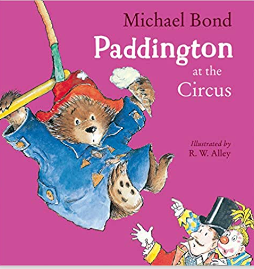 Michael Bond
Paddington
at the
Circus
Illustrated by
R. W. Alley